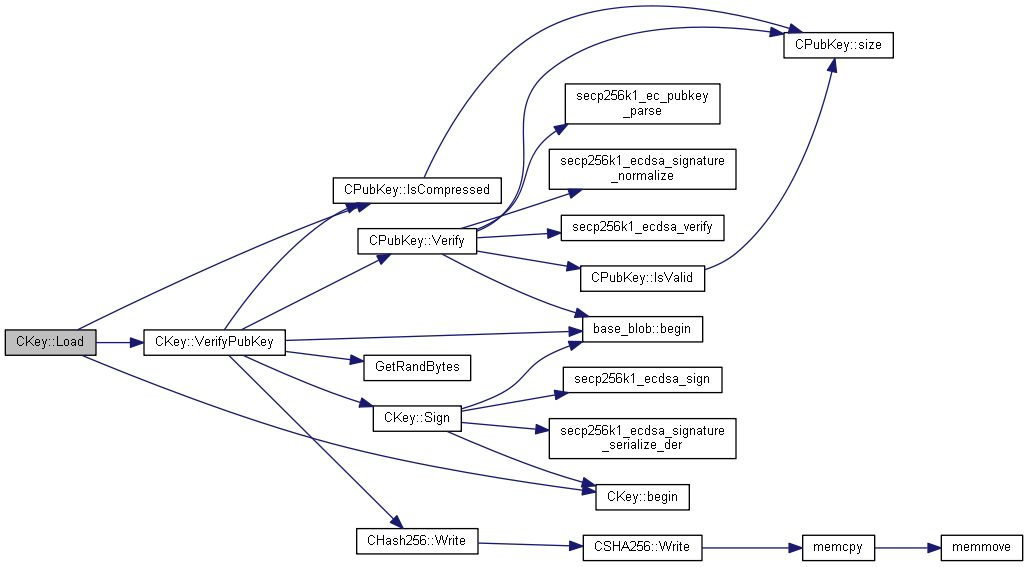 CPubKey::size
secp256k1_ec_pubkey
_parse
secp256k1_ecdsa_signature
_normalize
CPubKey::IsCompressed
secp256k1_ecdsa_verify
CPubKey::Verify
CPubKey::IsValid
base_blob::begin
CKey::Load
CKey::VerifyPubKey
GetRandBytes
secp256k1_ecdsa_sign
CKey::Sign
secp256k1_ecdsa_signature
_serialize_der
CKey::begin
CHash256::Write
CSHA256::Write
memcpy
memmove